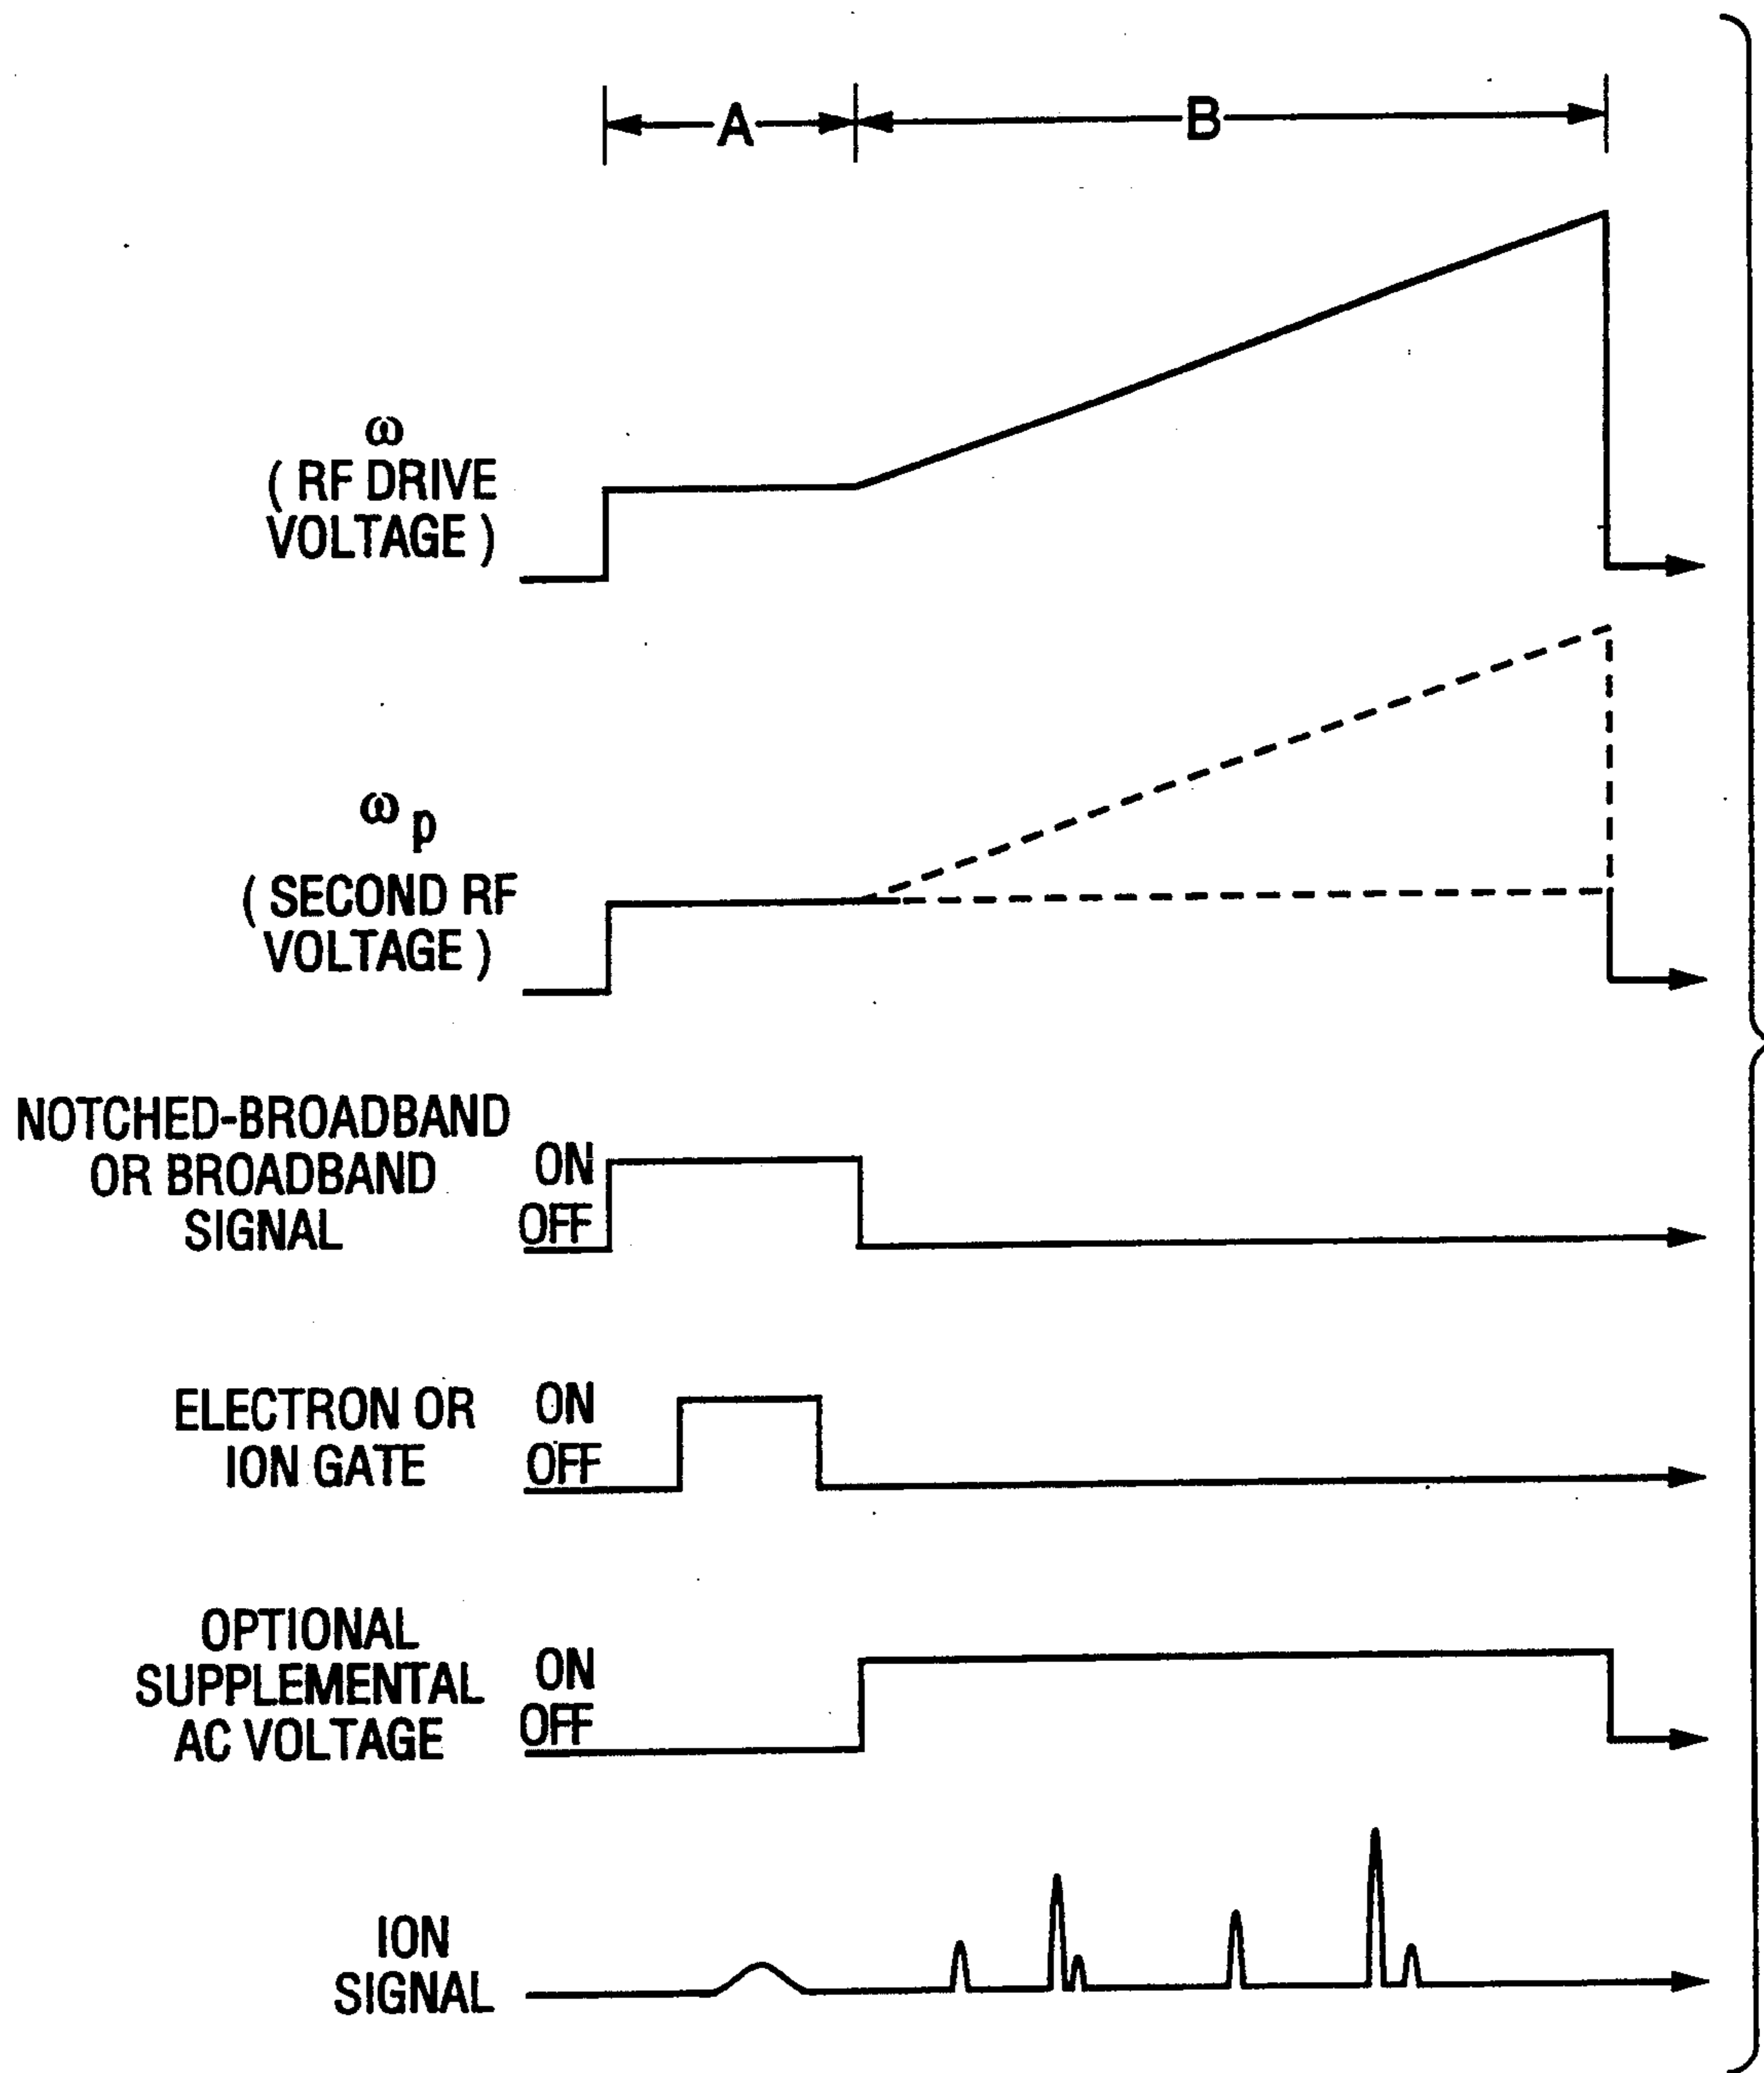 A
B
ω
( RF DRIVE
VOLTAGE )
ω p
( SECOND RF
VOLTAGE )
NOTCHED-BROADBAND
OR BROADBAND
SIGNAL
ON
OFF
ELECTRON OR
ION GATE
ON
OFF
OPTIONAL
SUPPLEMENTAL
AC VOLTAGE
ON
OFF
ION
SIGNAL